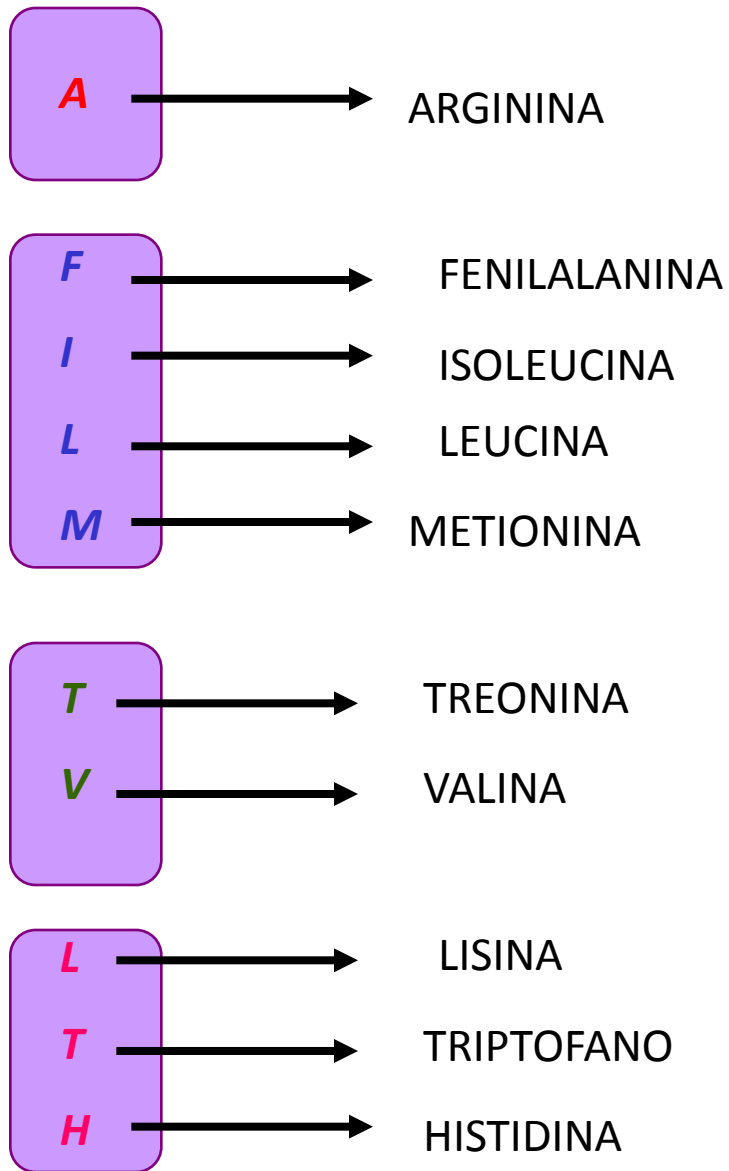 A ARGININA
F FENILALANINA
I ISOLEUCINA
L LEUCINA
M METIONINA
T TREONINA
V VALINA
L LISINA
T TRIPTOFANO
H HISTIDINA